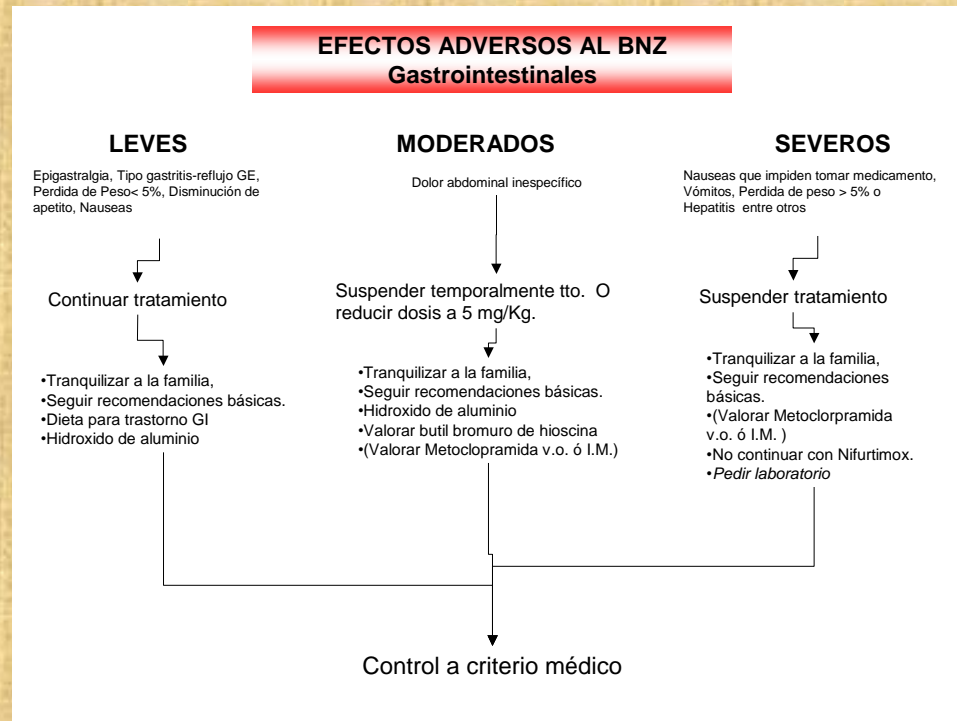 EFECTOS ADVERSOS AL BNZ
Gastrointestinales
LEVES
Epigastralgia, Tipo gastritis-reflujo GE,
Perdida de Peso< 5%, Disminución de
apetito, Nauseas
Continuar tratamiento
•Tranquilizar a la familia,
•Seguir recomendaciones básicas.
•Dieta para trastorno GI
•Hidroxido de aluminio
MODERADOS
Dolor abdominal inespecífico
Suspender temporalmente tto. O
reducir dosis a 5 mg/Kg.
•Tranquilizar a la familia,
•Seguir recomendaciones básicas.
•Hidroxido de aluminio
•Valorar butil bromuro de hioscina
•(Valorar Metoclopramida v.o. ó I.M.)
SEVEROS
Nauseas que impiden tomar medicamento,
Vómitos, Perdida de peso > 5% o
Hepatitis entre otros
Suspender tratamiento
•Tranquilizar a la familia,
•Seguir recomendaciones
básicas.
•(Valorar Metoclorpramida
v.o. ó I.M. )
•No continuar con Nifurtimox.
•Pedir laboratorio
Control a criterio médico